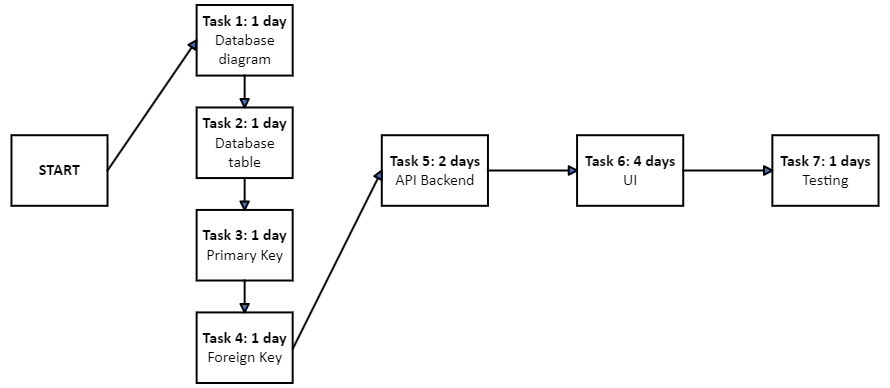 START
Task 1: 1 day
Database
diagram
Task 2: 1 day
Database
table
Task 3: 1 day
Primary Key
Task 4: 1 day
Foreign Key
Task 5: 2 days
API Backend
Task 6: 4 days
UI
Task 7: 1 days
Testing